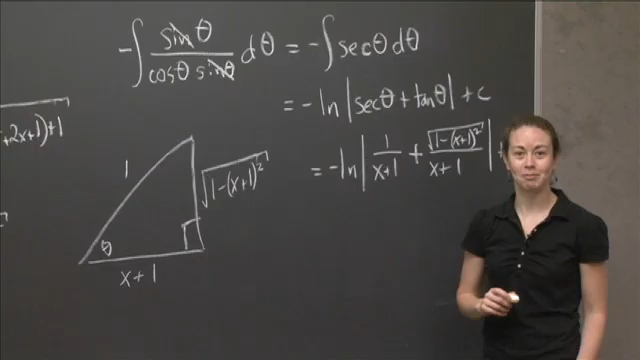 -∫ sinθ/(cosθ sinθ) dθ = -∫ secθ dθ
= -ln|secθ + tanθ| + c
= -ln|1/(x+1) + √(1-(x+1)²)/(x+1)| +
+2x+1)+1
1
√(1-(x+1)²)
θ
x+1